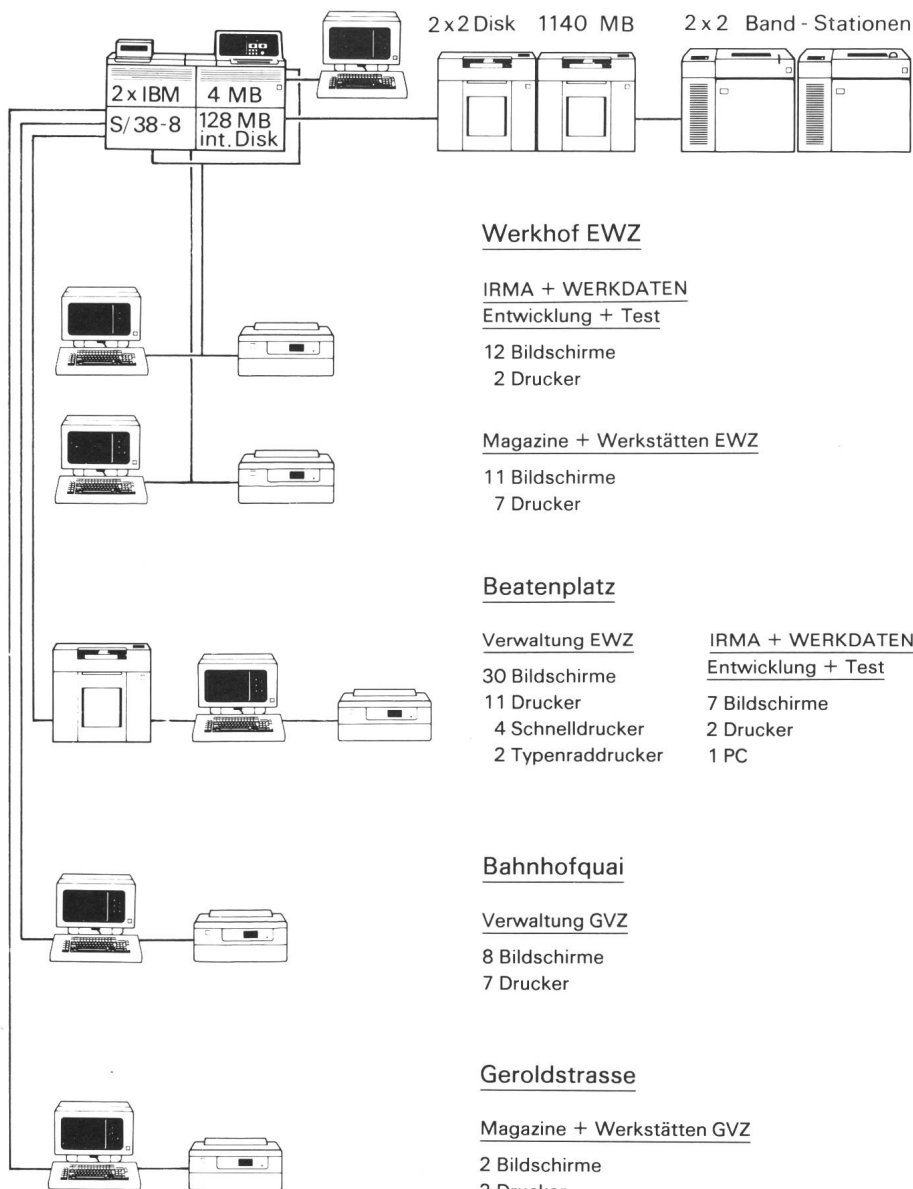 2 x 2 Disk 1140 MB 2 x 2 Band - Stationen
2 x IBM 4 MB
S/38-8 128 MB
int. Disk
Werkhof EWZ
IRMA + WERKDATEN
Entwicklung + Test
12 Bildschirme
2 Drucker
Magazine + Werkstätten EWZ
11 Bildschirme
7 Drucker
Beatenplatz
Verwaltung EWZ
30 Bildschirme
11 Drucker
4 Schnelldrucker
2 Typenraddrucker
IRMA + WERKDATEN
Entwicklung + Test
7 Bildschirme
2 Drucker
1 PC
Bahnhofquai
Verwaltung GVZ
8 Bildschirme
7 Drucker
Geroldstrasse
Magazine + Werkstätten GVZ
2 Bildschirme
Drucker